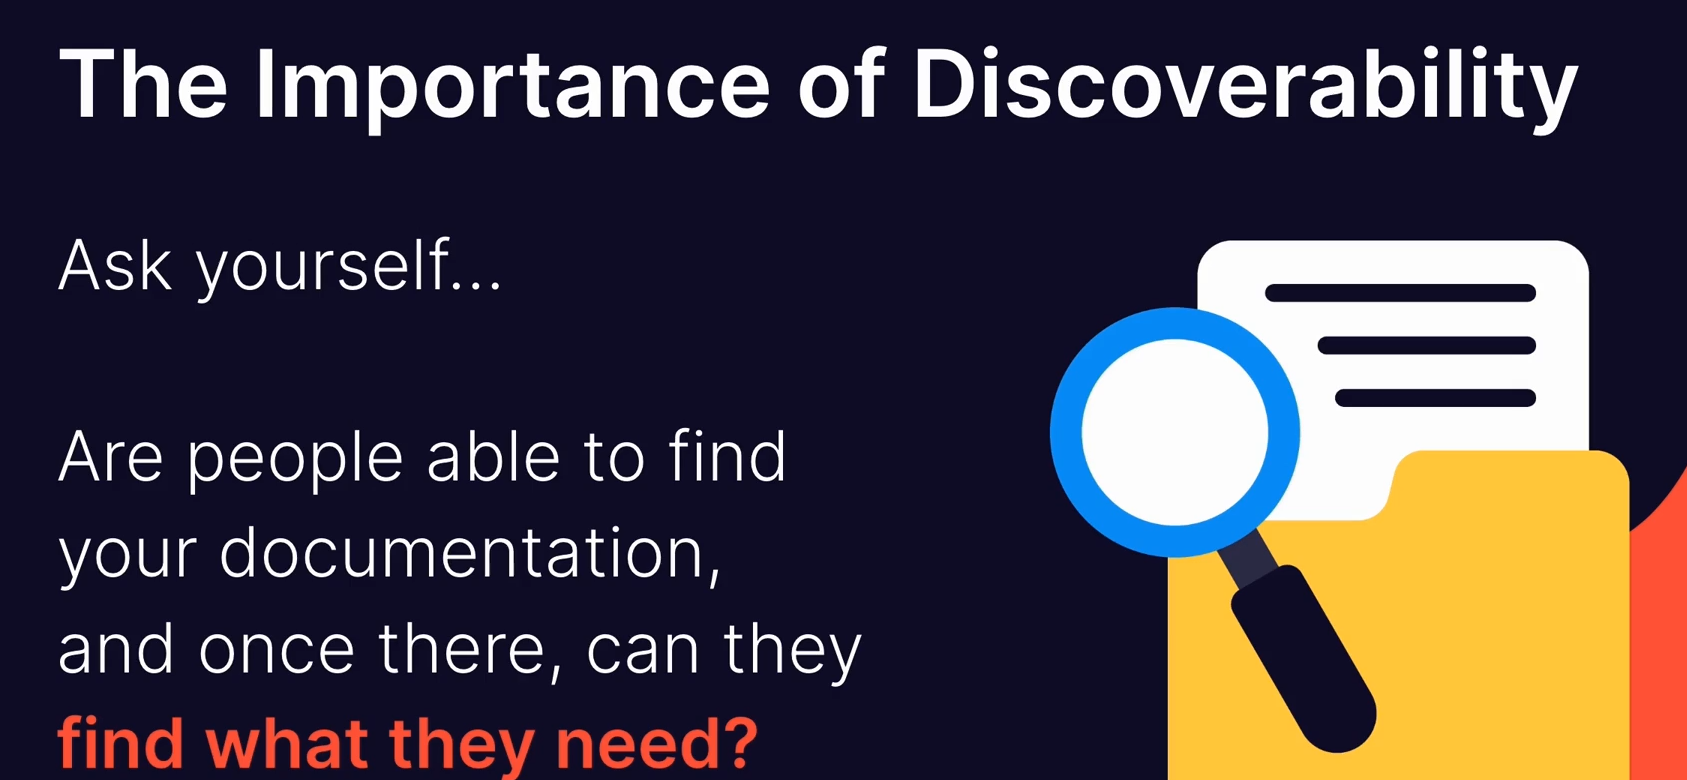 The Importance of Discoverability
Ask yourself...
Are people able to find
your documentation,
and once there, can they
find what they need?